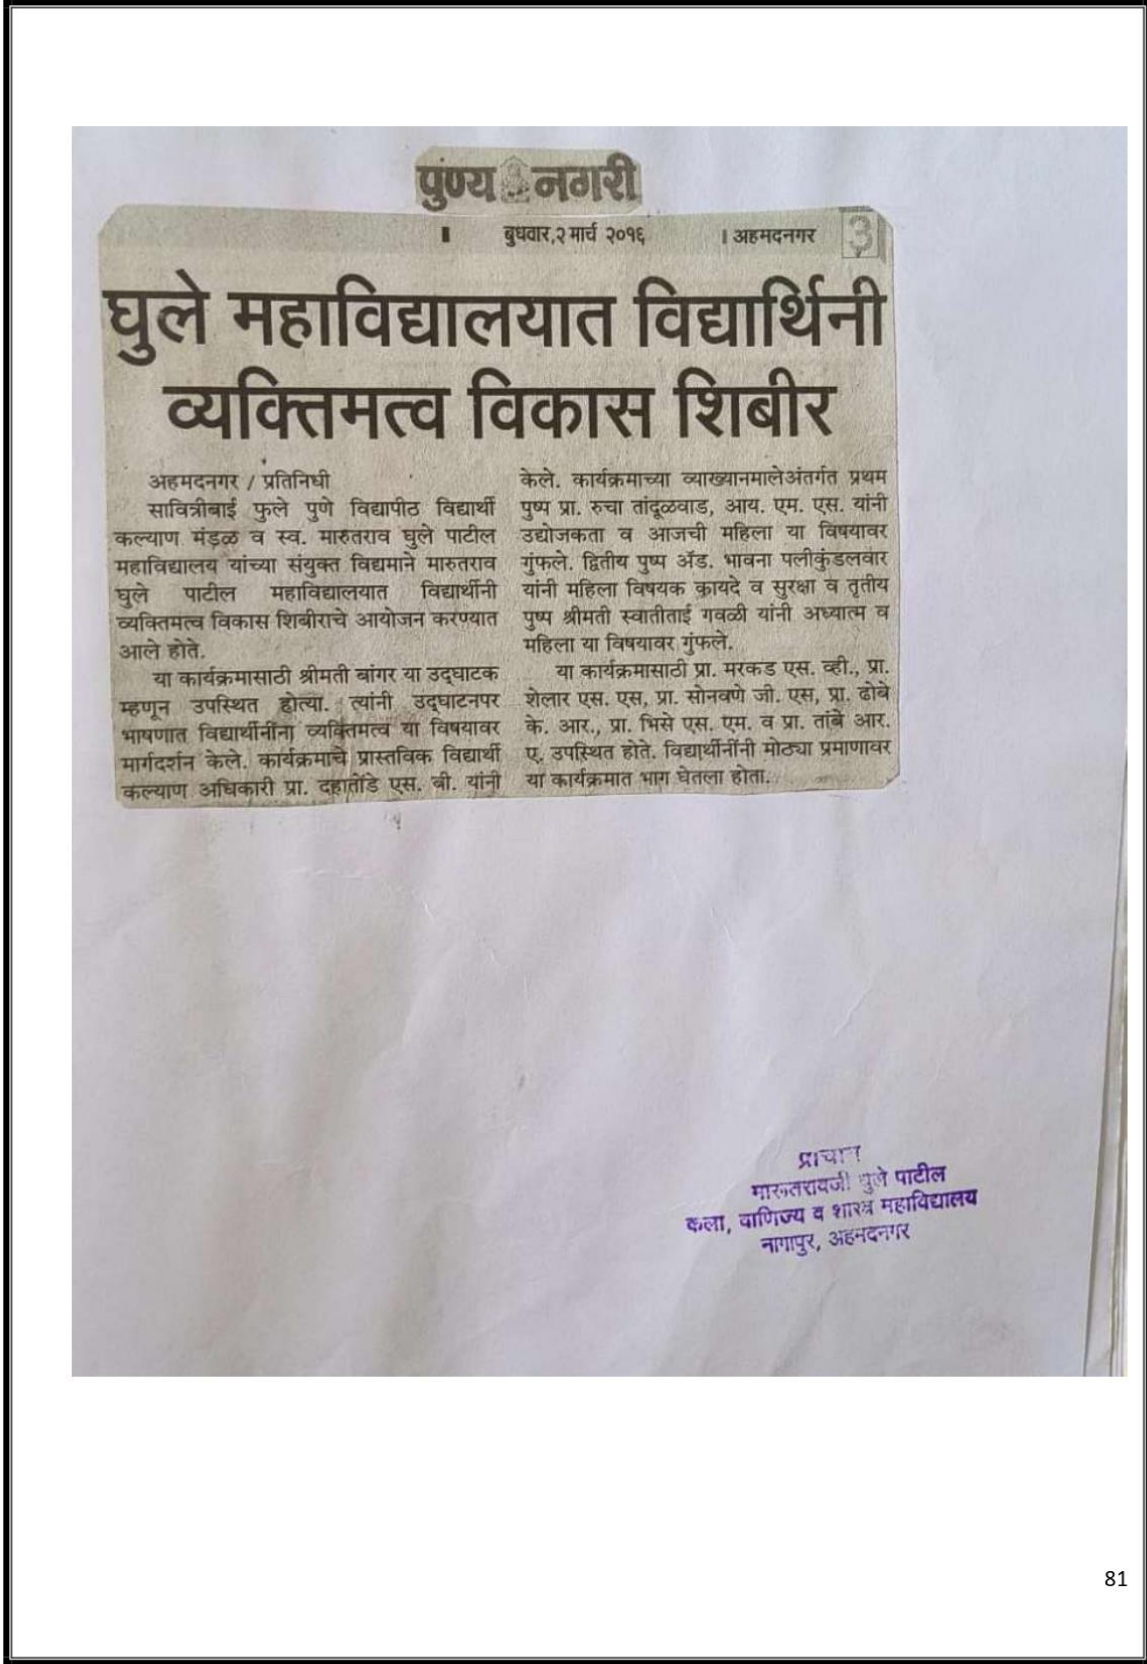 पुण्य नगरी
बुधवार, २ मार्च २०१६
। अहमदनगर
3
घुले महाविद्यालयात विद्यार्थिनी
व्यक्तिमत्व विकास शिबीर
अहमदनगर / प्रतिनिधी
सावित्रीबाई फुले पुणे विद्यापीठ विद्यार्थी
कल्याण मंडळ व स्व. मारुतराव घुले पाटील
महाविद्यालय यांच्या संयुक्त विद्यमाने मारुतराव
घुले पाटील महाविद्यालयात विद्यार्थीनी
व्यक्तिमत्व विकास शिबीराचे आयोजन करण्यात
आले होते.
या कार्यक्रमासाठी श्रीमती बांगर या उद्घाटक
म्हणून उपस्थित होत्या. त्यांनी उद्घाटनपर
भाषणात विद्यार्थीनींना व्यक्तिमत्व या विषयावर
मार्गदर्शन केले. कार्यक्रमाचे प्रास्तविक विद्यार्थी
कल्याण अधिकारी प्रा. दहातोंडे एस. बी. यांनी
केले. कार्यक्रमाच्या व्याख्यानमालेअंतर्गत प्रथम
पुष्प प्रा. रुचा तांदूळवाड, आय. एम. एस. यांनी
उद्योजकता व आजची महिला या विषयावर
गुंफले. द्वितीय पुष्प ॲड. भावना पलीकुंडलवार
यांनी महिला विषयक कायदे व सुरक्षा व तृतीय
पुष्प श्रीमती स्वातीताई गवळी यांनी अध्यात्म व
महिला या विषयावर गुंफले.
या कार्यक्रमासाठी प्रा. मरकड एस. व्ही., प्रा.
शेलार एस. एस, प्रा. सोनवणे जी. एस, प्रा. ढोबे
के. आर., प्रा. भिसे एस. एम. व प्रा. तांबे आर.
ए. उपस्थित होते. विद्यार्थीनींनी मोठ्या प्रमाणावर
या कार्यक्रमात भाग घेतला होता.
मारूतरावजी घुले पाटील
कला, वाणिज्य व शास्त्र महाविद्यालय
नागापुर, अहमदनगर
81